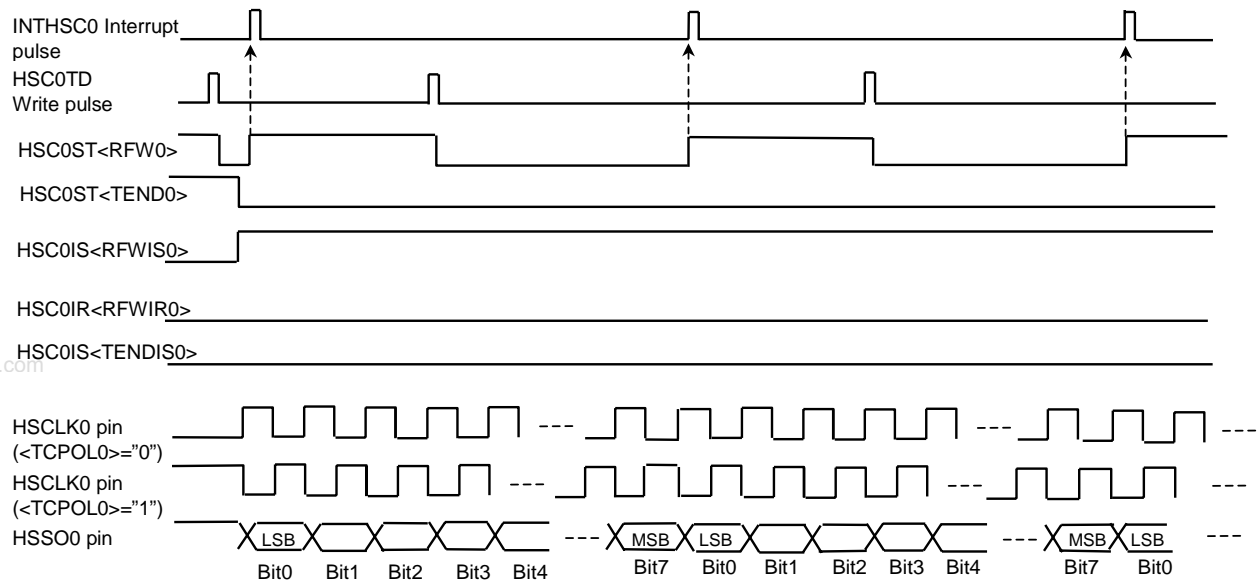 INTHSC0 Interrupt
pulse
HSC0TD
Write pulse
HSC0ST<RFW0>
HSC0ST<TEND0>
HSC0IS<RFWIS0>
HSC0IR<RFWIR0>
HSC0IS<TENDIS0>
.com
HSCLK0 pin
(<TCPOL0>="0")
HSCLK0 pin
(<TCPOL0>="1")
HSSO0 pin LSB MSB LSB MSB LSB
Bit0 Bit1 Bit2 Bit3 Bit4 Bit7 Bit0 Bit1 Bit2 Bit3 Bit4 Bit7 Bit0